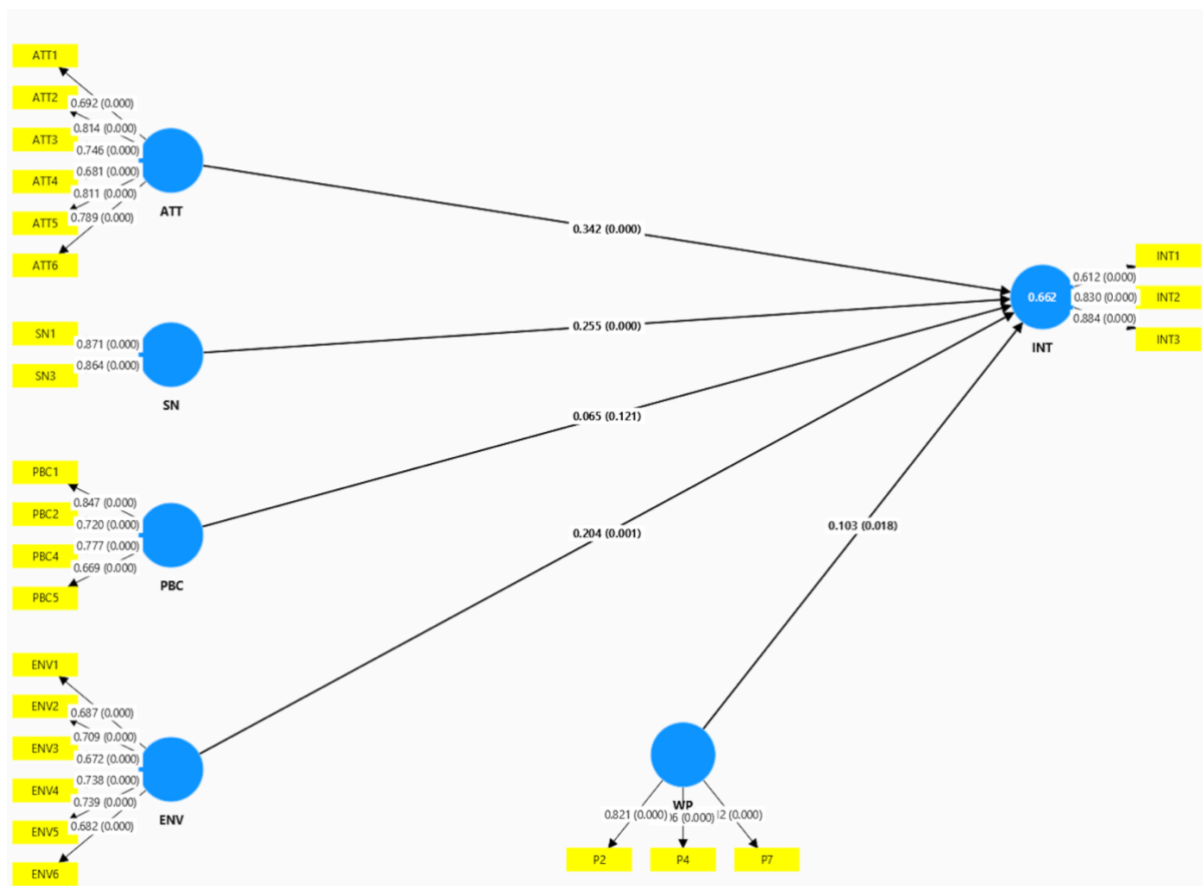 ATT1
ATT2
ATT3
ATT4
ATT5
ATT6
0.692 (0.000)
0.814 (0.000)
0.746 (0.000)
0.681 (0.000)
0.811 (0.000)
0.789 (0.000)
ATT
0.342 (0.000)
SN1
SN3
0.871 (0.000)
0.864 (0.000)
SN
0.255 (0.000)
INT1
INT2
INT3
0.612 (0.000)
0.830 (0.000)
0.884 (0.000)
0.662
INT
PBC1
PBC2
PBC4
PBC5
0.847 (0.000)
0.720 (0.000)
0.777 (0.000)
0.669 (0.000)
PBC
0.065 (0.121)
0.204 (0.001)
0.103 (0.018)
ENV1
ENV2
ENV3
ENV4
ENV5
ENV6
0.687 (0.000)
0.709 (0.000)
0.672 (0.000)
0.738 (0.000)
0.739 (0.000)
0.682 (0.000)
ENV
WP
0.821 (0.000)
(0.000)
(0.000)
P2
P4
P7